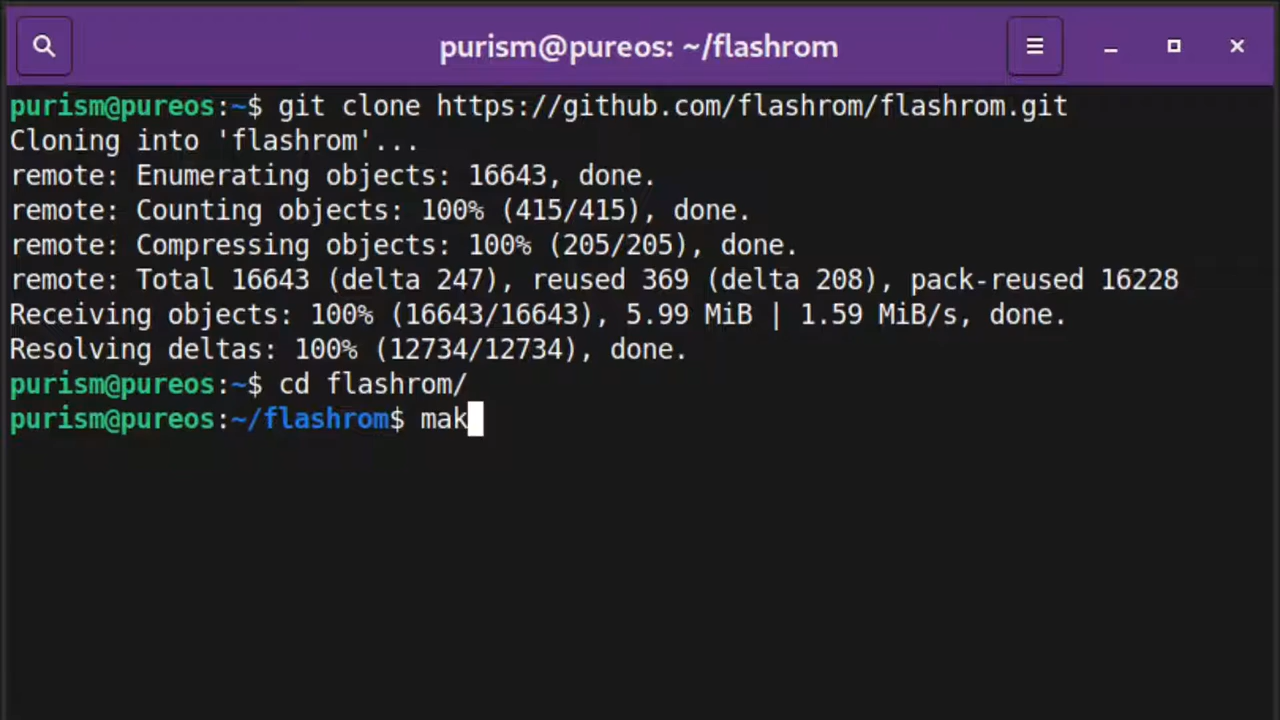 purism@pureos: ~/flashrom
purism@pureos:~$ git clone https://github.com/flashrom/flashrom.git
Cloning into 'flashrom'...
remote: Enumerating objects: 16643, done.
remote: Counting objects: 100% (415/415), done.
remote: Compressing objects: 100% (205/205), done.
remote: Total 16643 (delta 247), reused 369 (delta 208), pack-reused 16228
Receiving objects: 100% (16643/16643), 5.99 MiB | 1.59 MiB/s, done.
Resolving deltas: 100% (12734/12734), done.
purism@pureos:~$ cd flashrom/
purism@pureos:~/flashrom$ mak